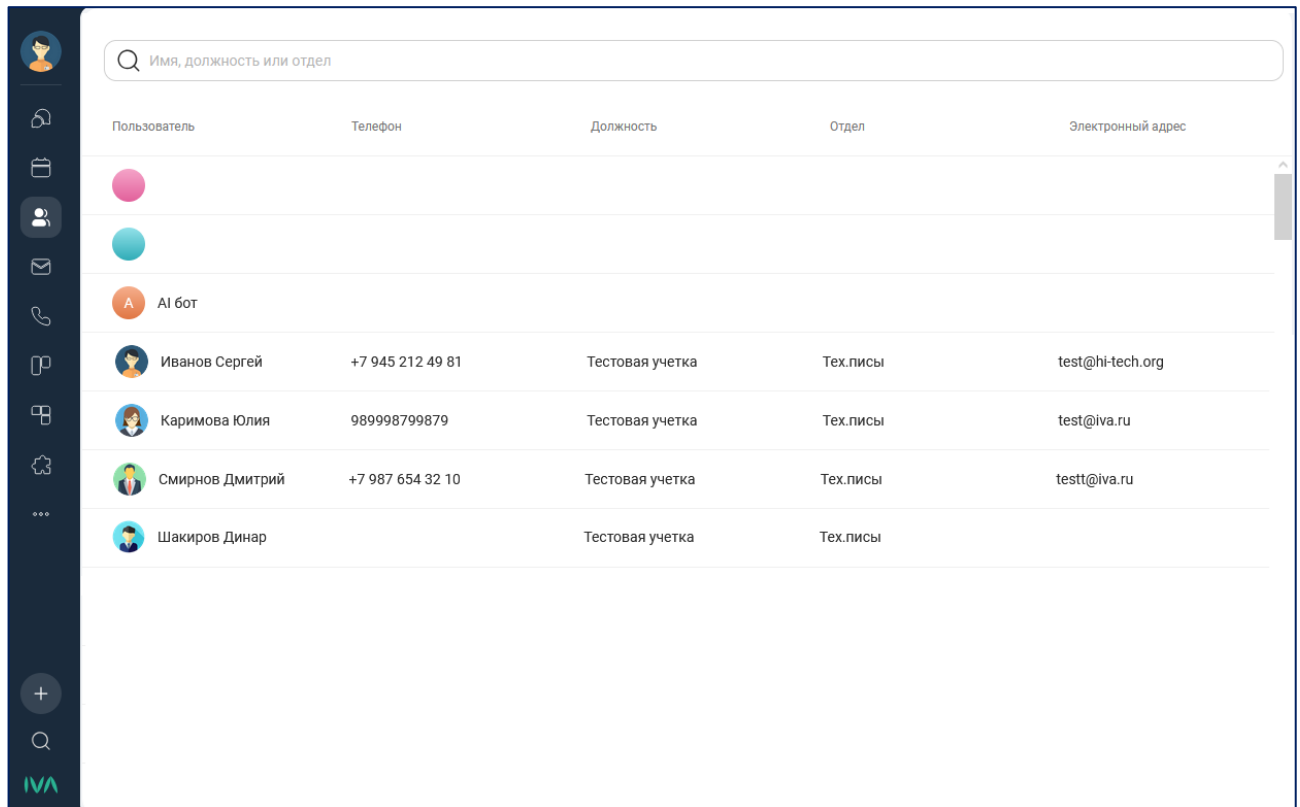 Имя, должность или отдел
Пользователь Телефон Должность Отдел Электронный адрес
A AI бот
Иванов Сергей +7 945 212 49 81 Тестовая учетка Тех.писы test@hi-tech.org
Каримова Юлия 989998799879 Тестовая учетка Тех.писы test@iva.ru
Смирнов Дмитрий +7 987 654 32 10 Тестовая учетка Тех.писы testt@iva.ru
Шакиров Динар Тестовая учетка Тех.писы
IVA